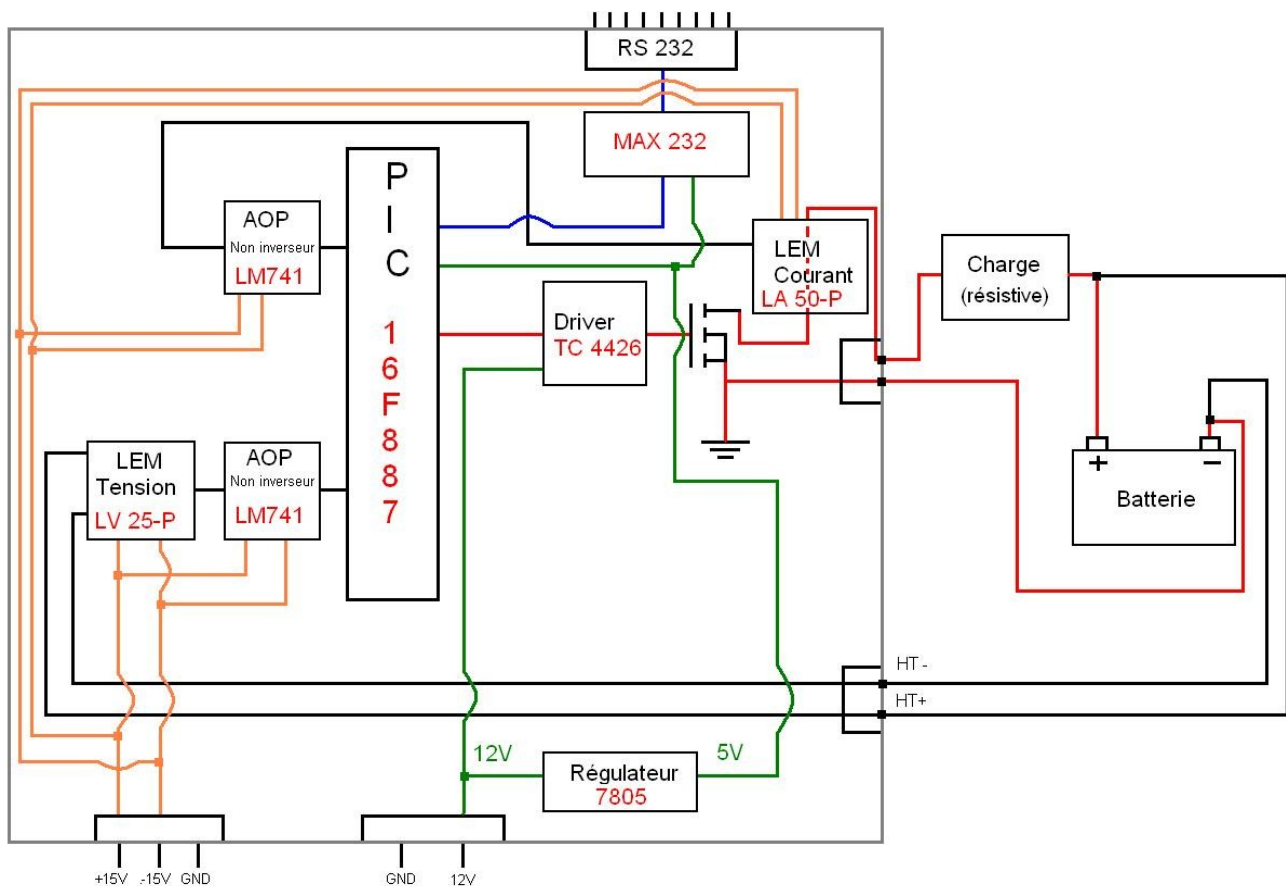 RS 232
MAX 232
P
I
C
1
6
F
8
8
7
AOP
Non inverseur
LM741
LEM
Courant
LA 50-P
Charge
(résistive)
Driver
TC 4426
LEM
Tension
LV 25-P
AOP
Non inverseur
LM741
+
−
Batterie
HT -
HT+
12V
5V
Régulateur
7805
+15V
.-15V
GND
GND
12V